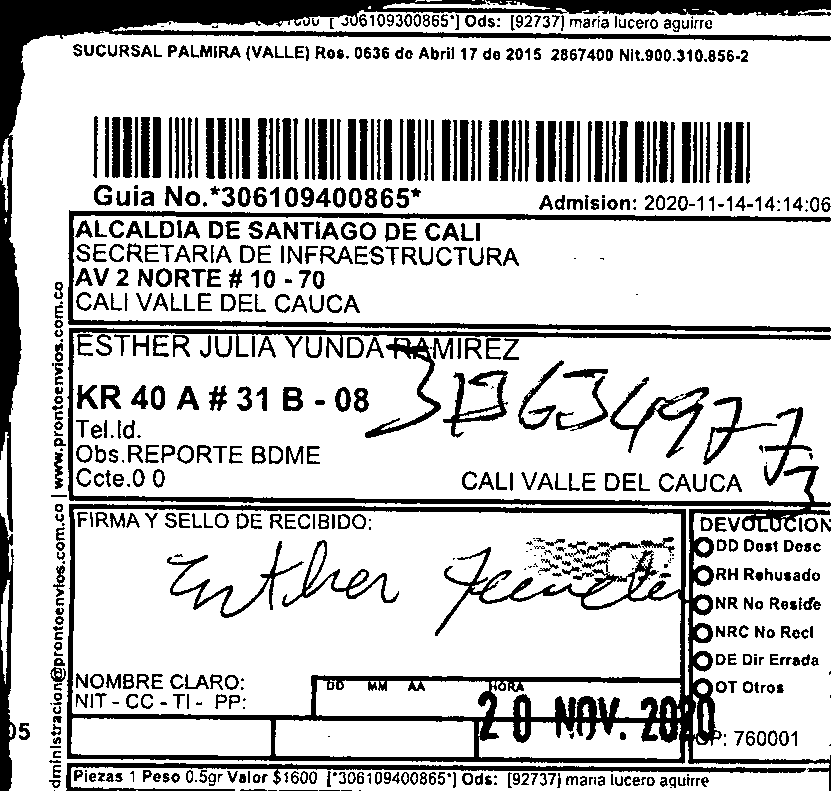 [*306109300865*] Ods: [92737] maria lucero aguirre
SUCURSAL PALMIRA (VALLE) Res. 0636 de Abril 17 de 2015 2867400 Nit.900.310.856-2
Guia No.*306109400865*
Admision: 2020-11-14-14:14:06
ALCALDIA DE SANTIAGO DE CALI
SECRETARIA DE INFRAESTRUCTURA
AV 2 NORTE # 10 - 70
CALI VALLE DEL CAUCA
ESTHER JULIA YUNDA RAMIREZ
KR 40 A # 31 B - 08
Tel.Id.
Obs.REPORTE BDME
Ccte.0 0
CALI VALLE DEL CAUCA
FIRMA Y SELLO DE RECIBIDO:
Esther
DEVOLUCION
DD Dest Desc
RH Rehusado
NR No Reside
NRC No Recl
DE Dir Errada
OT Otros
NOMBRE CLARO:
NIT - CC - TI - PP:
DD MM AA HORA
20 NOV. 2020
CP: 760001
05
dministracion@prontoenvios.com.co | www.prontoenvios.com.co
Piezas 1 Peso 0.5gr Valor $1600 [*306109400865*] Ods: [92737] maria lucero aguirre